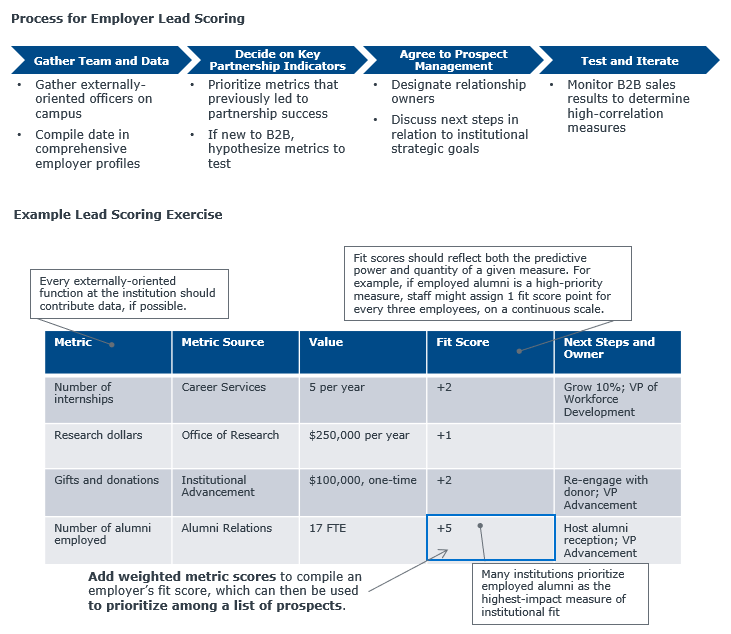 Process for Employer Lead Scoring
Gather Team and Data
Decide on Key
Partnership Indicators
Agree to Prospect
Management
Test and Iterate
• Gather externally-
oriented officers on
campus
• Compile date in
comprehensive
employer profiles
• Prioritize metrics that
previously led to
partnership success
• If new to B2B,
hypothesize metrics to
test
• Designate relationship
owners
• Discuss next steps in
relation to institutional
strategic goals
• Monitor B2B sales
results to determine
high-correlation
measures
Example Lead Scoring Exercise
Every externally-oriented
function at the institution should
contribute data, if possible.
Fit scores should reflect both the predictive
power and quantity of a given measure. For
example, if employed alumni is a high-priority
measure, staff might assign 1 fit score point for
every three employees, on a continuous scale.
Metric
Metric Source
Value
Fit Score
Next Steps and
Owner
Number of
internships
Career Services
5 per year
+2
Grow 10%; VP of
Workforce
Development
Research dollars
Office of Research
$250,000 per year
+1
Gifts and donations
Institutional
Advancement
$100,000, one-time
+2
Re-engage with
donor; VP
Advancement
Number of alumni
employed
Alumni Relations
17 FTE
+5
Host alumni
reception; VP
Advancement
Add weighted metric scores to compile an
employer's fit score, which can then be used
to prioritize among a list of prospects.
Many institutions prioritize
employed alumni as the
highest-impact measure of
institutional fit